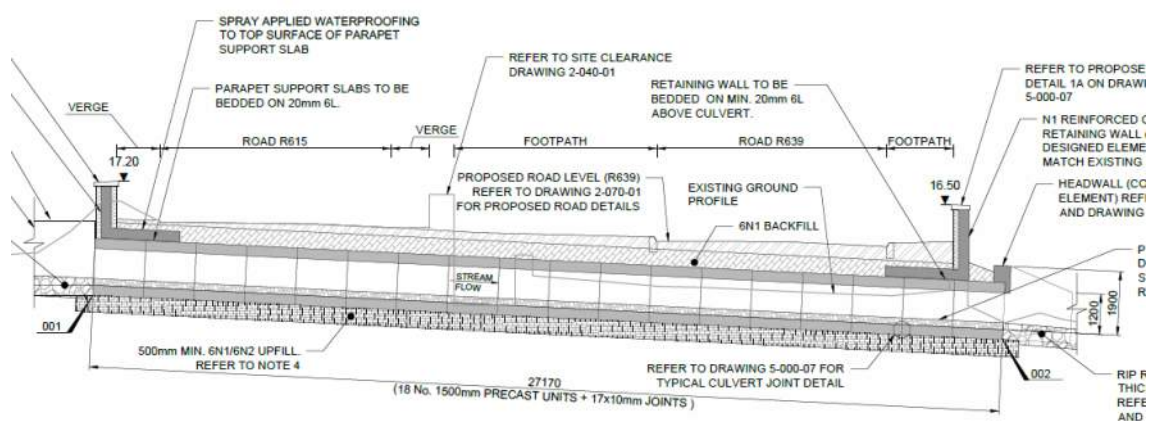 SPRAY APPLIED WATERPROOFING
TO TOP SURFACE OF PARAPET
SUPPORT SLAB
REFER TO SITE CLEARANCE
DRAWING 2-040-01
REFER TO PROPOSE
DETAIL 1A ON DRAWI
5-000-07
PARAPET SUPPORT SLABS TO BE
BEDDED ON 20mm 6L.
RETAINING WALL TO BE
BEDDED ON MIN. 20mm 6L
ABOVE CULVERT.
N1 REINFORCED C
RETAINING WALL (
DESIGNED ELEME
MATCH EXISTING
VERGE
ROAD R615
VERGE
FOOTPATH
ROAD R639
FOOTPATH
17.20
16.50
PROPOSED ROAD LEVEL (R639)
REFER TO DRAWING 2-070-01
FOR PROPOSED ROAD DETAILS
EXISTING GROUND
PROFILE
HEADWALL (CO
ELEMENT) REF
AND DRAWING
6N1 BACKFILL
P
D
S
R
STREAM
FLOW
1200
1900
001
500mm MIN. 6N1/6N2 UPFILL.
REFER TO NOTE 4
REFER TO DRAWING 5-000-07 FOR
TYPICAL CULVERT JOINT DETAIL
002
27170
(18 No. 1500mm PRECAST UNITS + 17x10mm JOINTS )
RIP R
THIC
REFE
AND